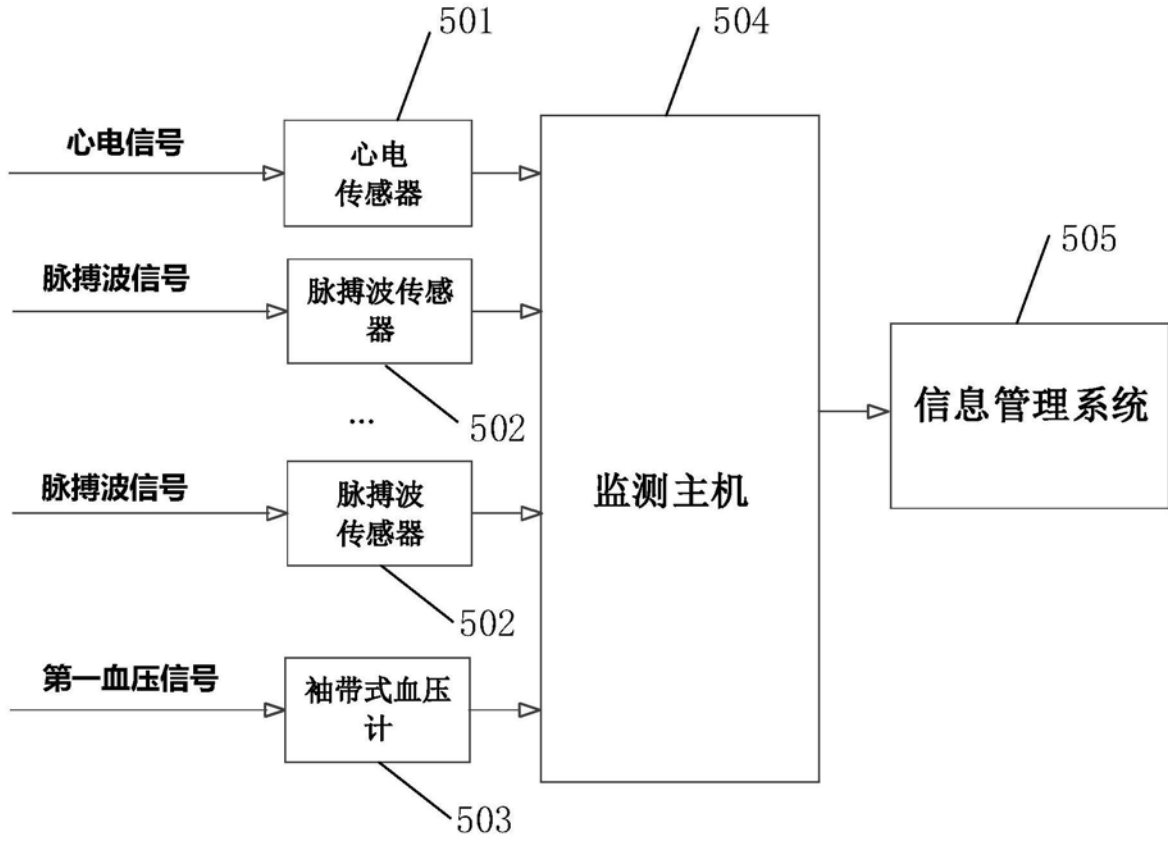 501
504
心电信号
心电
传感器
505
脉搏波信号
脉搏波传感
器
信息管理系统
...
502
脉搏波信号
脉搏波
传感器
监测主机
502
第一血压信号
袖带式血压
计
503